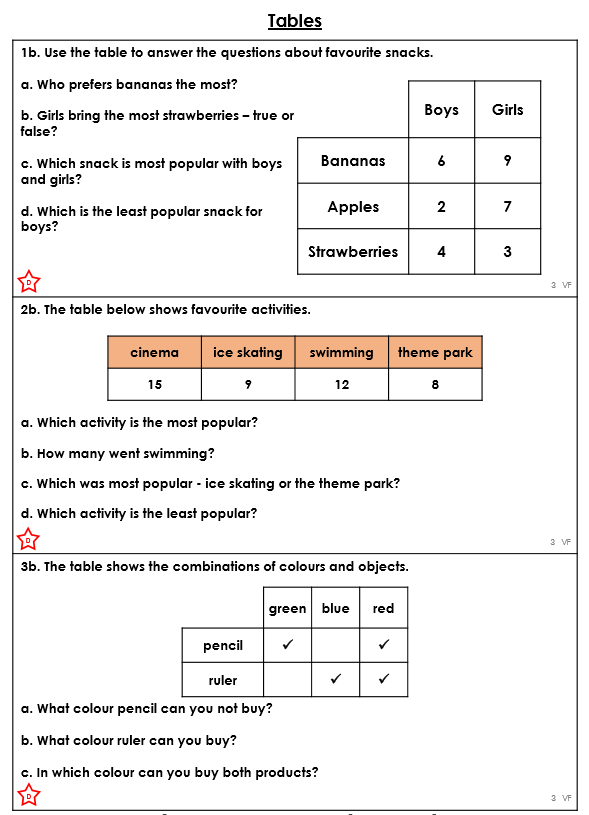 Tables
1b. Use the table to answer the questions about favourite snacks.
a. Who prefers bananas the most?
b. Girls bring the most strawberries – true or
false?
c. Which snack is most popular with boys
and girls?
d. Which is the least popular snack for
boys?
Boys Girls
Bananas 6 9
Apples 2 7
Strawberries 4 3
D
3 VF
2b. The table below shows favourite activities.
cinema ice skating swimming theme park
15 9 12 8
a. Which activity is the most popular?
b. How many went swimming?
c. Which was most popular - ice skating or the theme park?
d. Which activity is the least popular?
D
3 VF
3b. The table shows the combinations of colours and objects.
green blue red
pencil ✓ ✓
ruler ✓ ✓
a. What colour pencil can you not buy?
b. What colour ruler can you buy?
c. In which colour can you buy both products?
D
3 VF